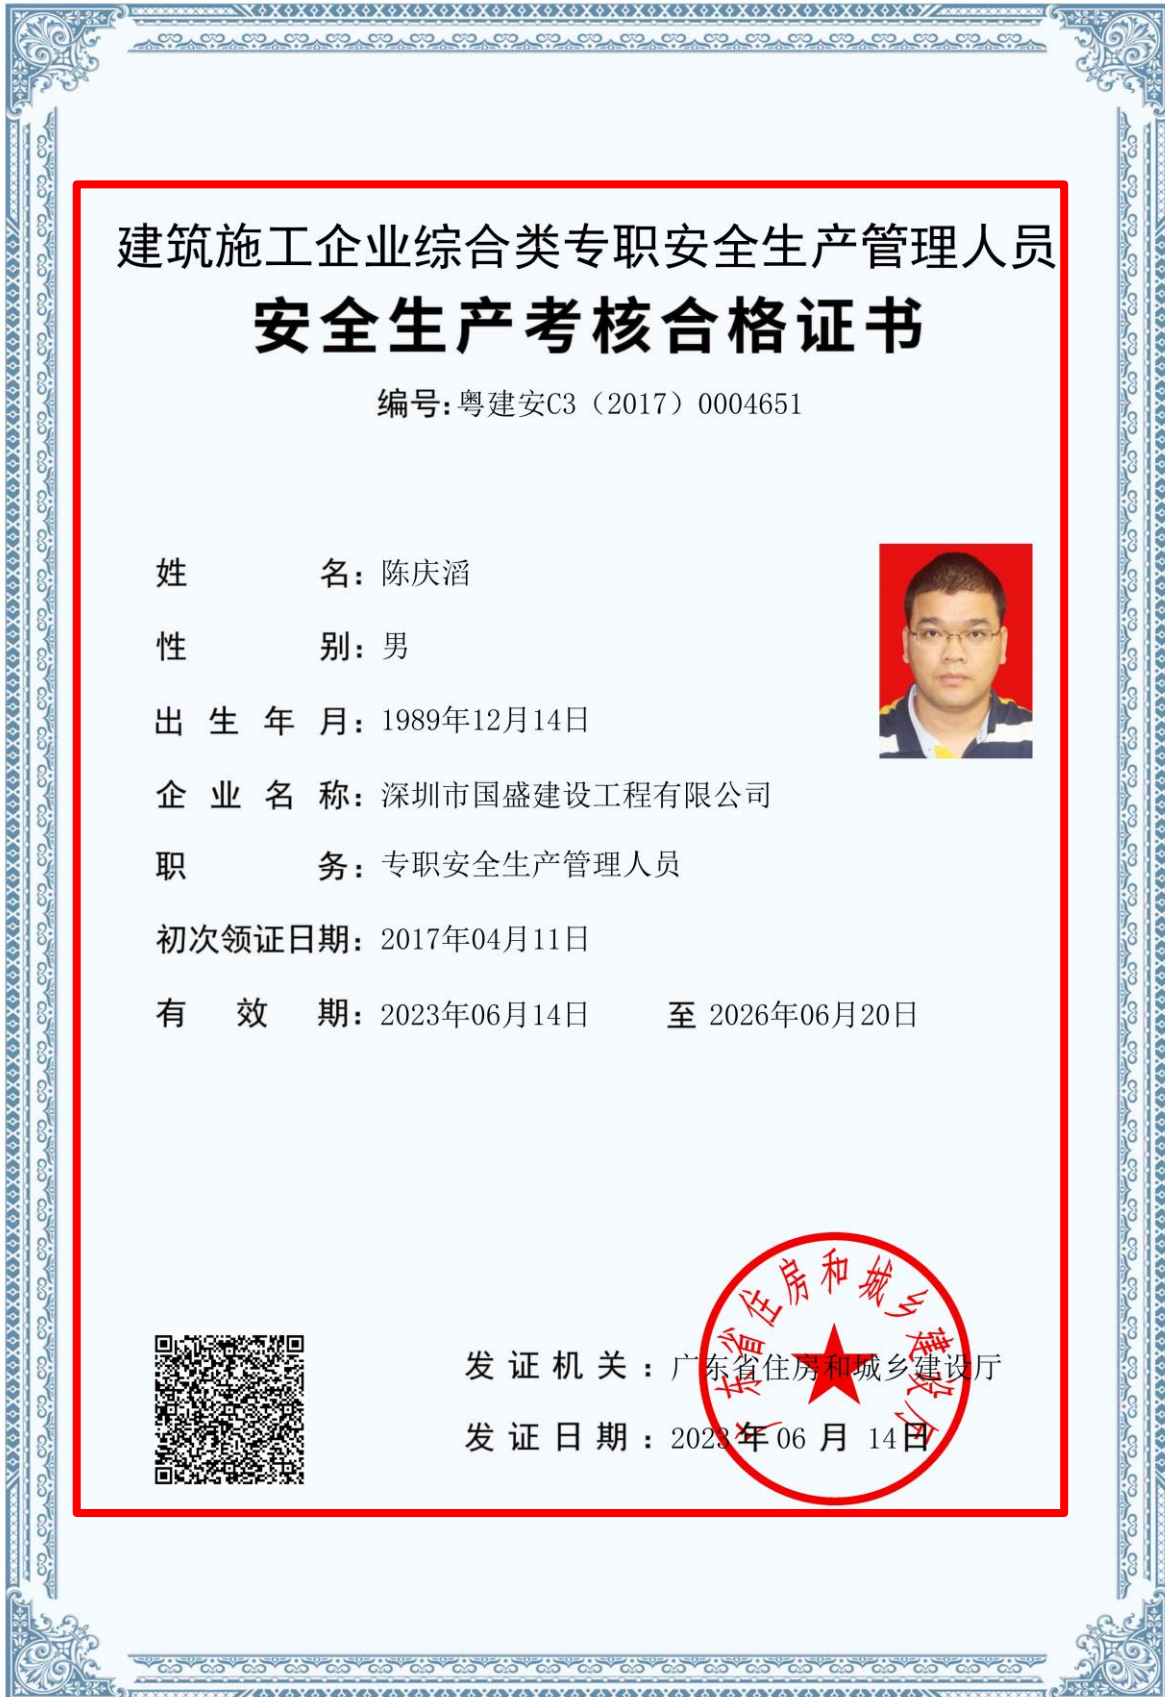 建筑施工企业综合类专职安全生产管理人员
安全生产考核合格证书
编号:粤建安C3（2017）0004651
姓 名：陈庆滔
性 别：男
出 生 年 月：1989年12月14日
企 业 名 称：深圳市国盛建设工程有限公司
职 务：专职安全生产管理人员
初次领证日期：2017年04月11日
有 效 期：2023年06月14日 至 2026年06月20日
广东省住房和城乡建设厅
发 证 机 关 ：广东省住房和城乡建设厅
发 证 日 期 ：2023 年 06 月 14 日